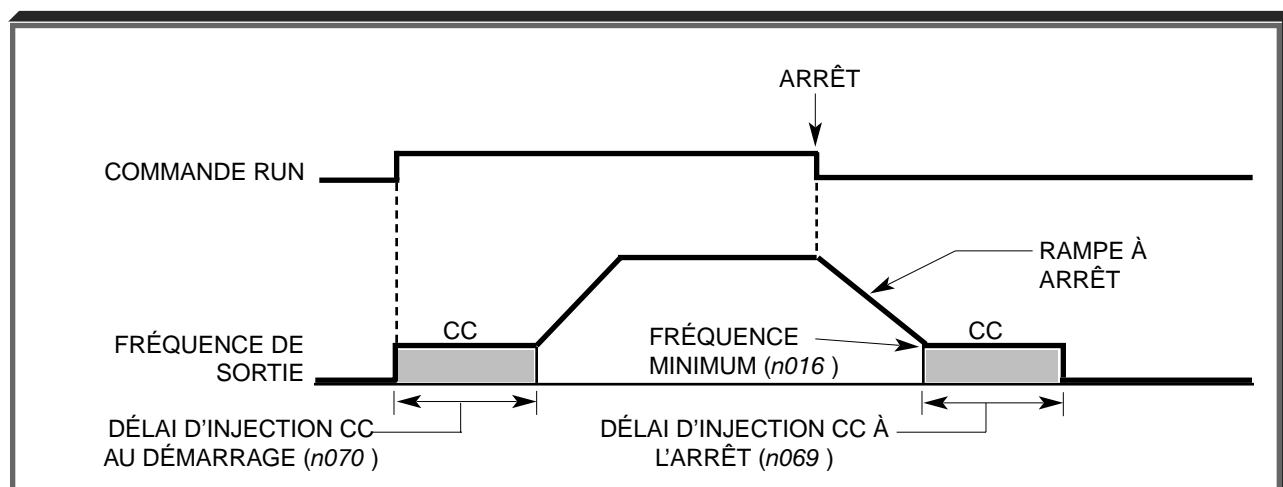 ARRÊT
COMMANDE RUN
RAMPE À
ARRÊT
CC
FRÉQUENCE DE
SORTIE
FRÉQUENCE
MINIMUM (n016 )
CC
DÉLAI D'INJECTION CC
AU DÉMARRAGE (n070 )
DÉLAI D'INJECTION CC À
L'ARRÊT (n069 )